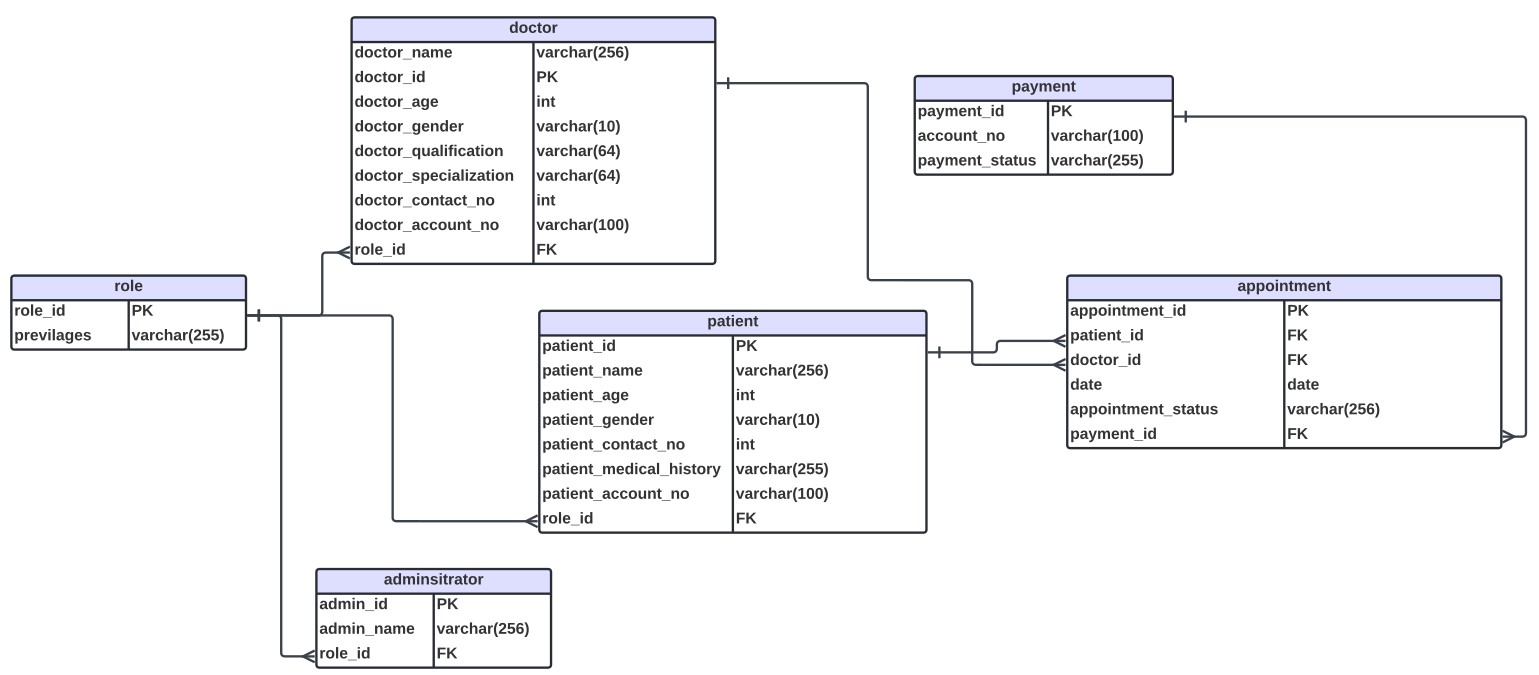 doctor
doctor_name varchar(256)
doctor_id PK
doctor_age int
doctor_gender varchar(10)
doctor_qualification varchar(64)
doctor_specialization varchar(64)
doctor_contact_no int
doctor_account_no varchar(100)
role_id FK
payment
payment_id PK
account_no varchar(100)
payment_status varchar(255)
role
role_id PK
previlages varchar(255)
patient
patient_id PK
patient_name varchar(256)
patient_age int
patient_gender varchar(10)
patient_contact_no int
patient_medical_history varchar(255)
patient_account_no varchar(100)
role_id FK
appointment
appointment_id PK
patient_id FK
doctor_id FK
date date
appointment_status varchar(256)
payment_id FK
adminsitrator
admin_id PK
admin_name varchar(256)
role_id FK